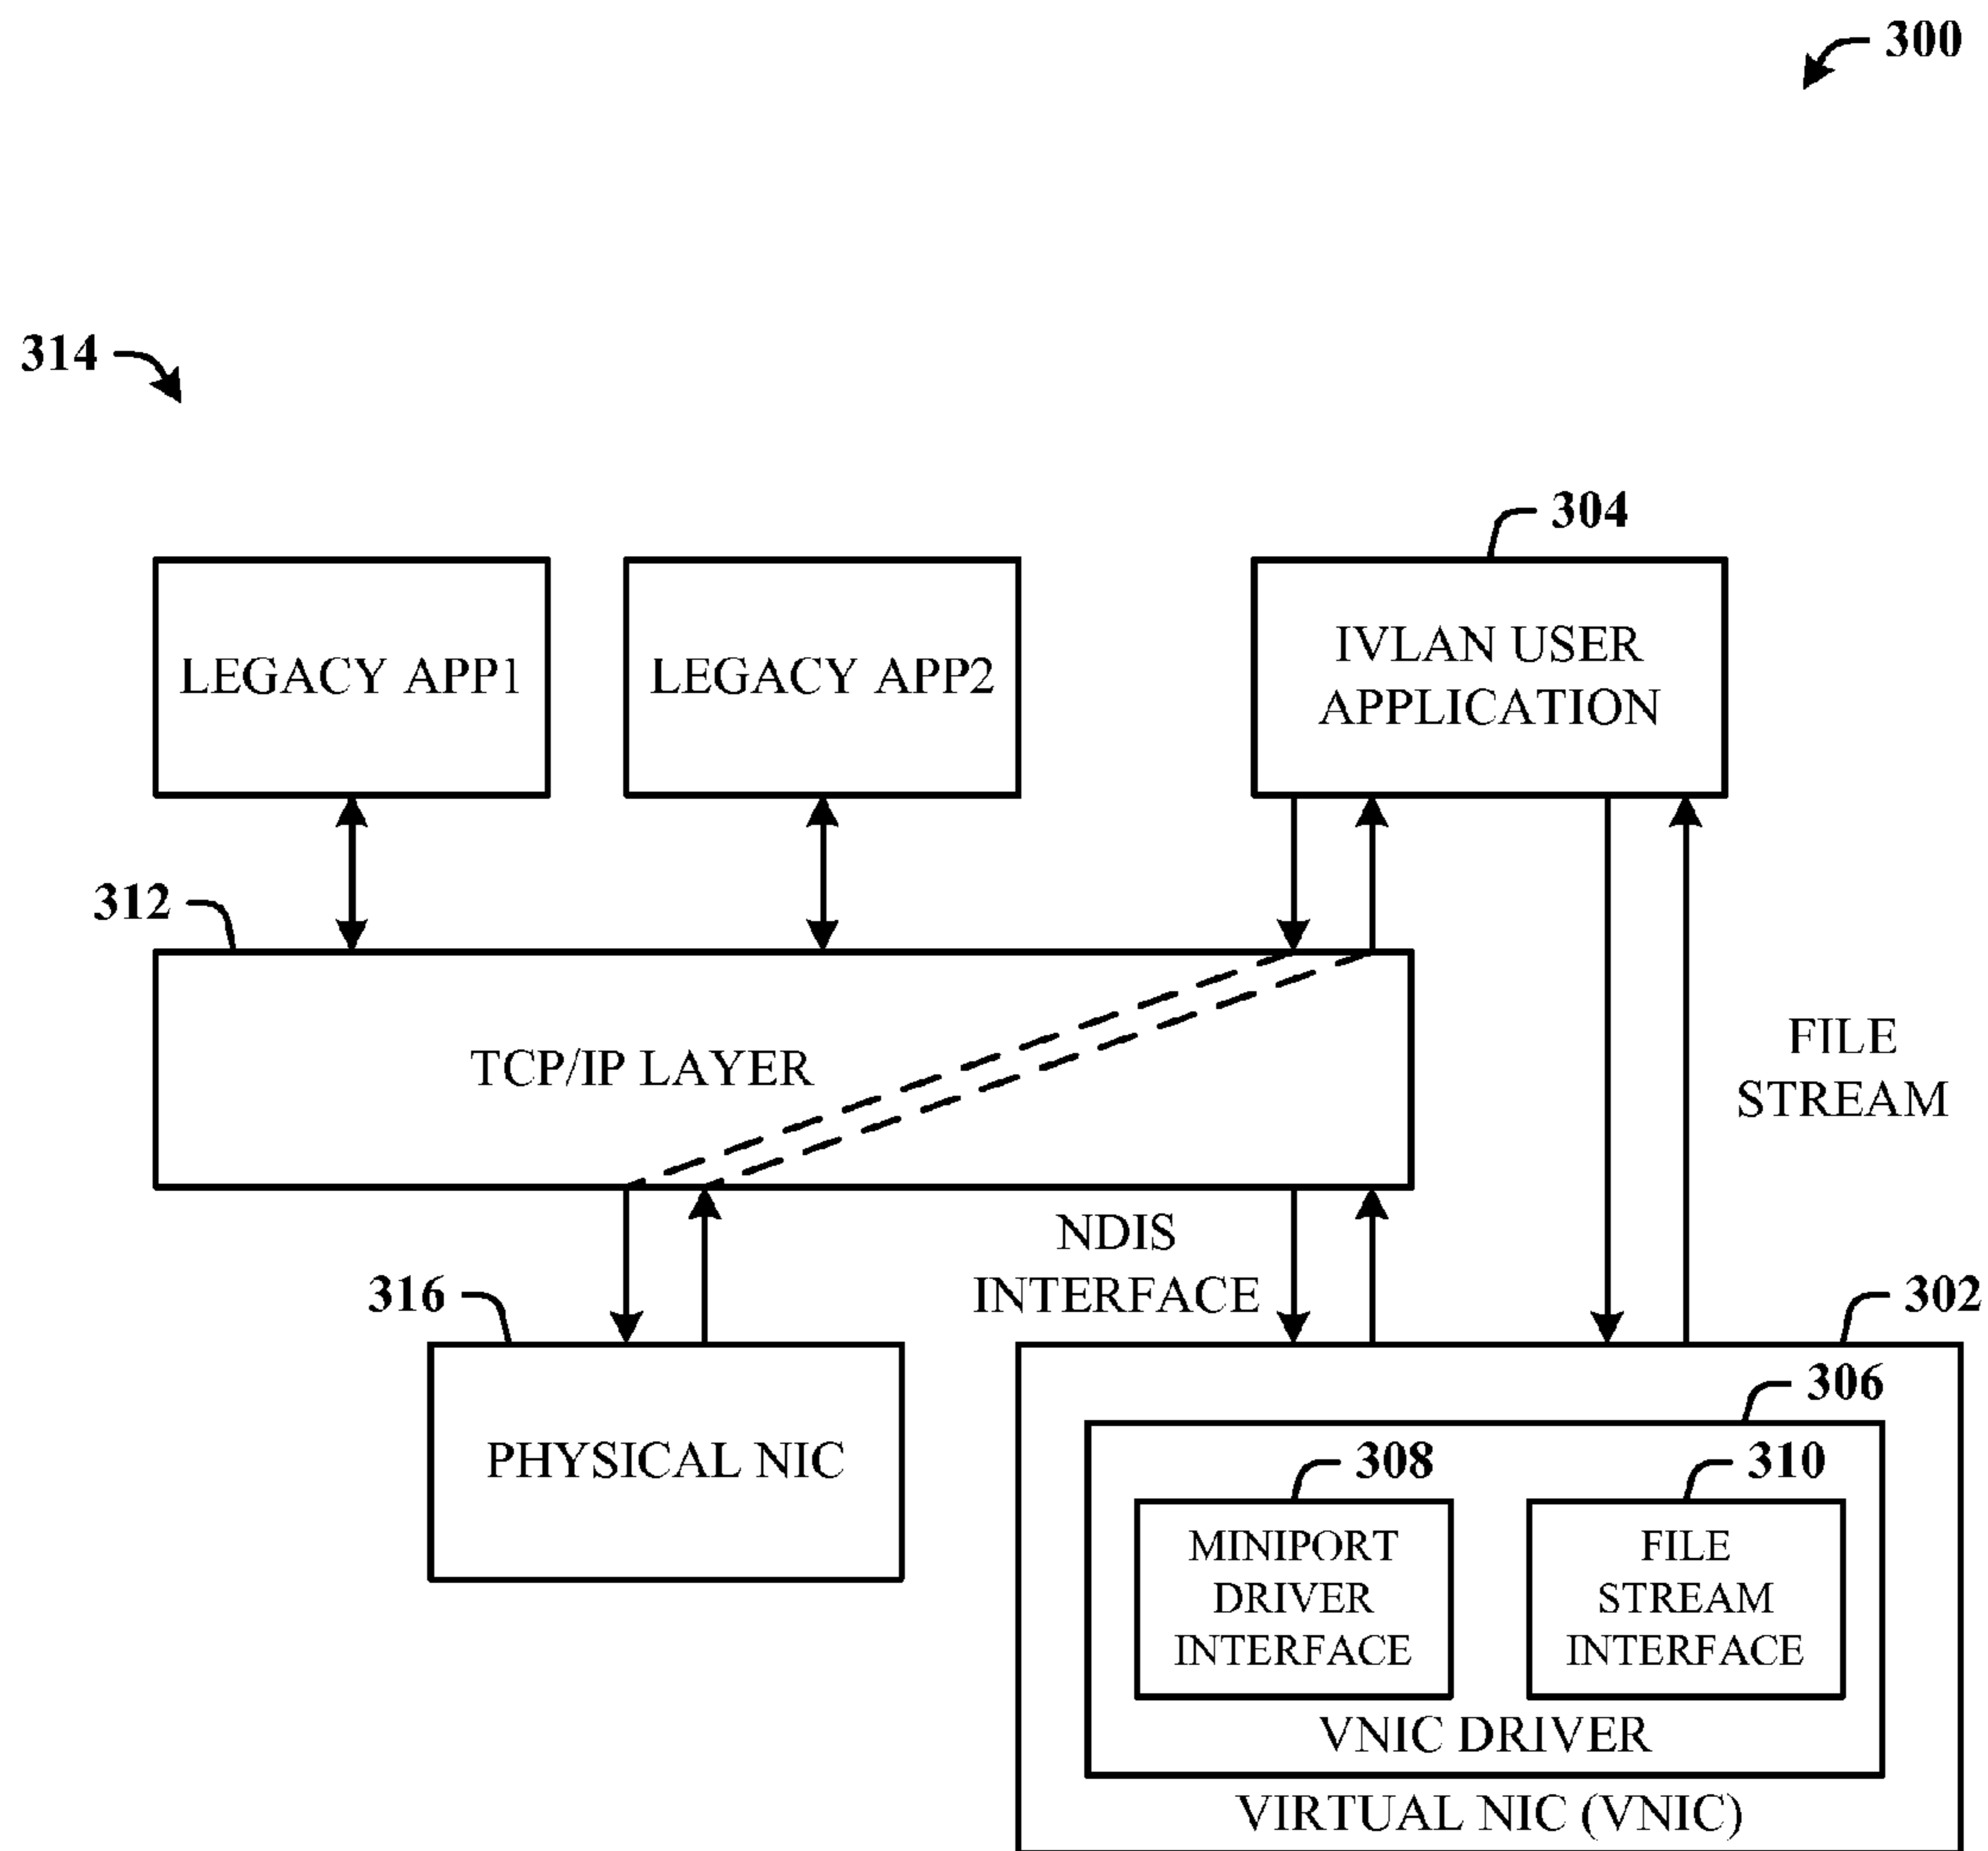 300
314
304
LEGACY APP1
LEGACY APP2
IVLAN USER
APPLICATION
312
TCP/IP LAYER
FILE
STREAM
NDIS
INTERFACE
316
302
PHYSICAL NIC
306
308
310
MINIPORT
DRIVER
INTERFACE
FILE
STREAM
INTERFACE
VNIC DRIVER
VIRTUAL NIC (VNIC)